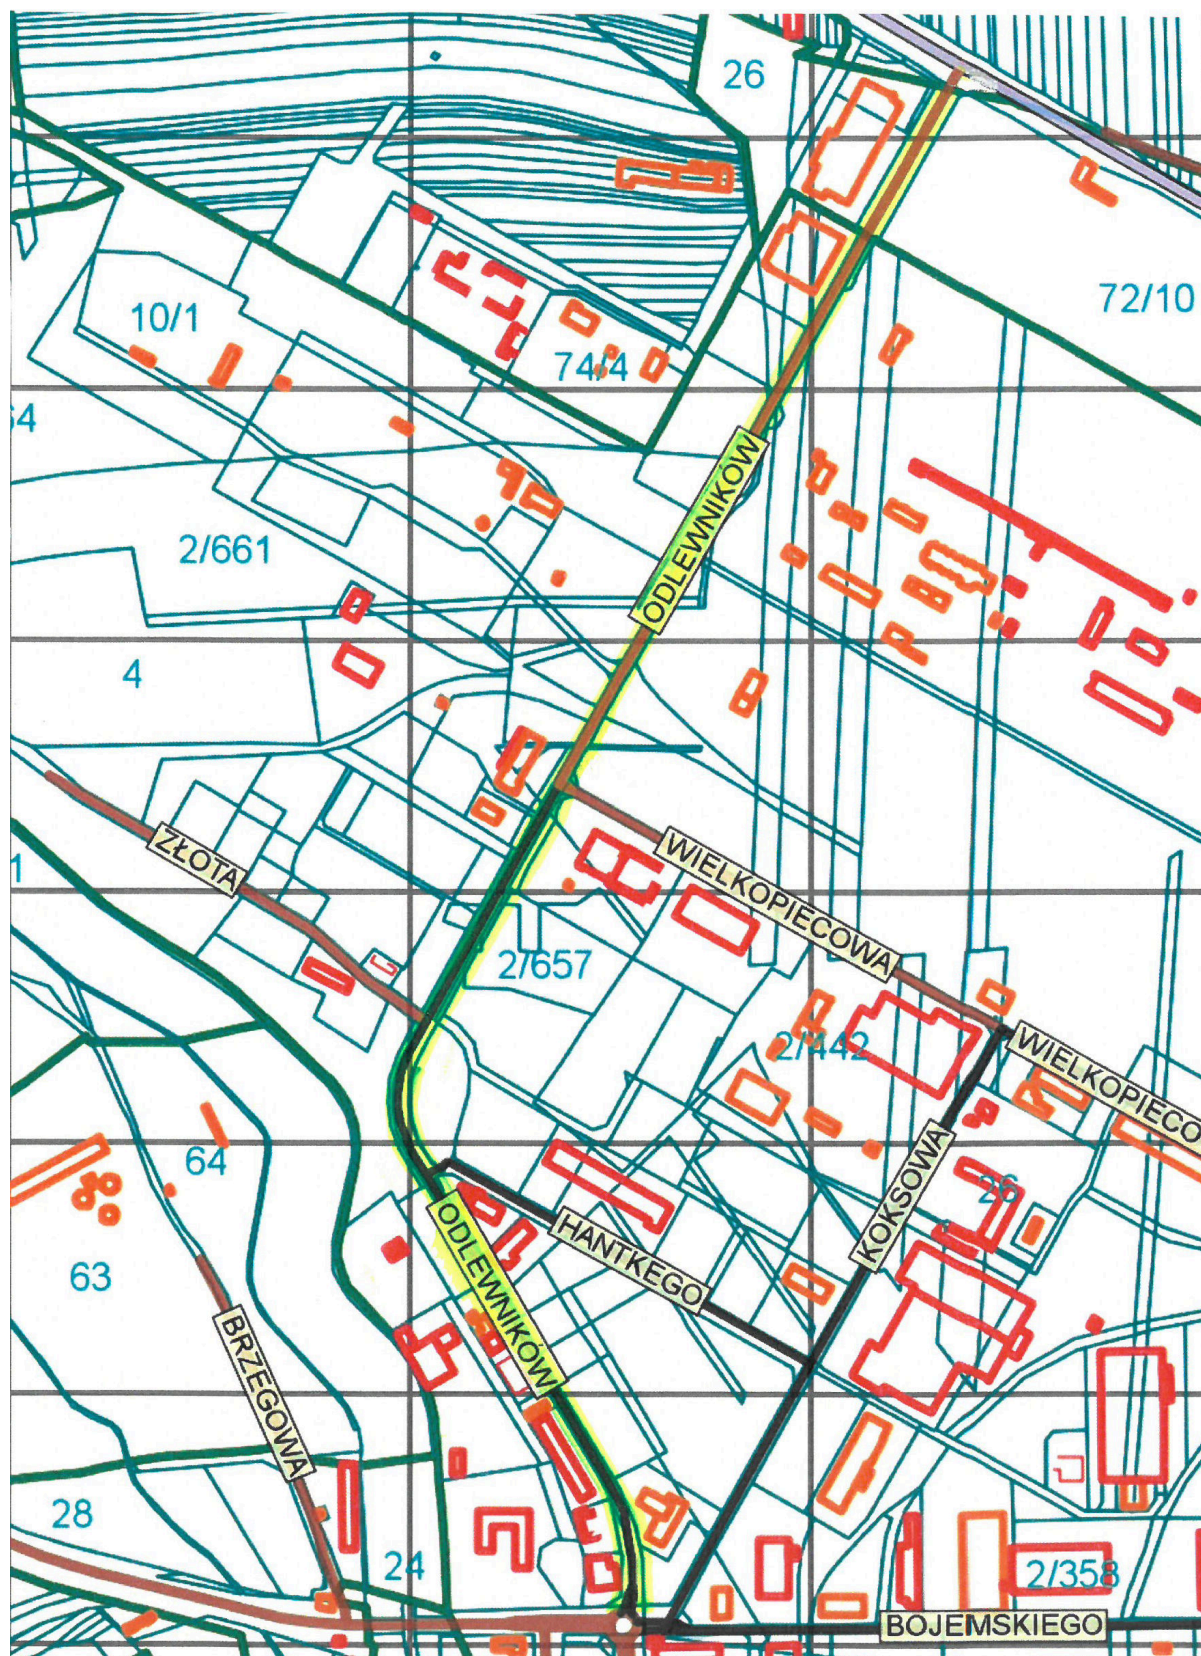 26
72/10
10/1
74/4
64
ODLEWNIKÓW
2/661
4
ZŁOTA
WIELKOPIECOWA
1
2/657
2/442
WIELKOPIECO
64
26
KOKSOWA
HANTKEGO
ODLEWNIKÓW
63
BRZEGOWA
28
24
2/358
BOJEMSKIEGO